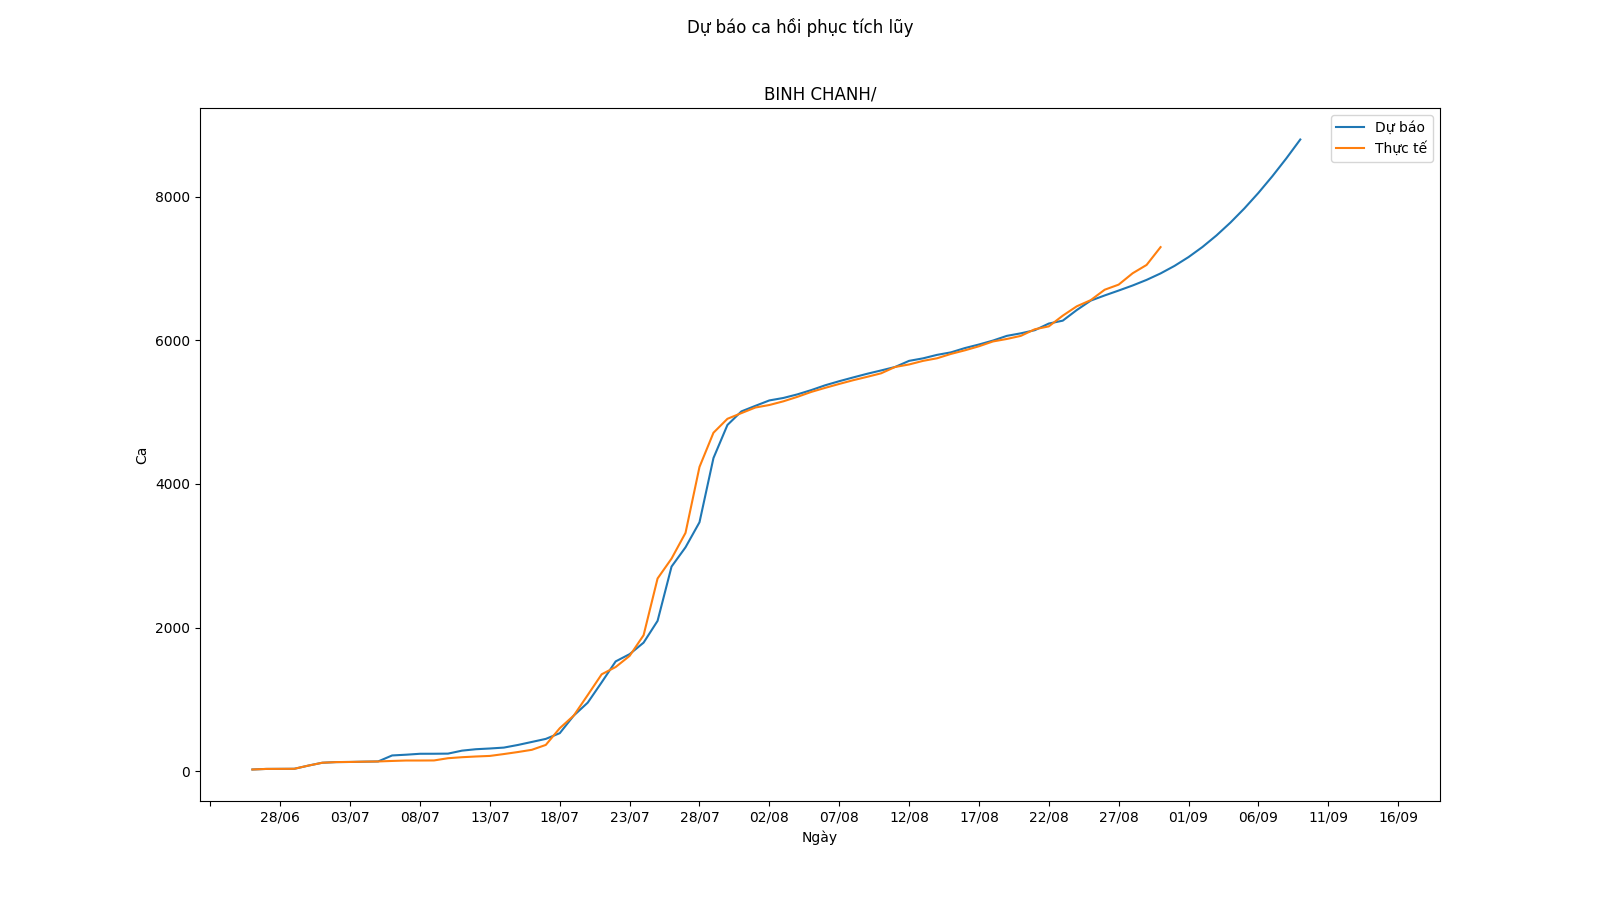 Dự báo ca hồi phục tích lũy
BINH CHANH/
Dự báo
Thực tế
8000
6000
4000
2000
0
Ca
28/06 03/07 08/07 13/07 18/07 23/07 28/07 02/08 07/08 12/08 17/08 22/08 27/08 01/09 06/09 11/09 16/09
Ngày